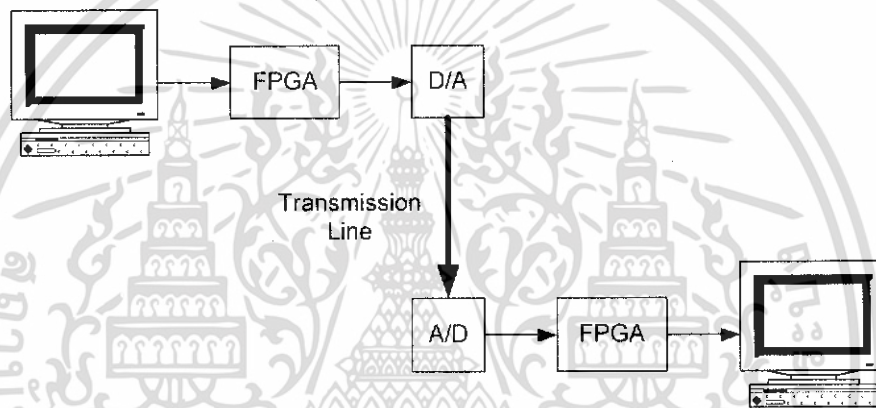 FPGA
D/A
Transmission
Line
A/D
FPGA